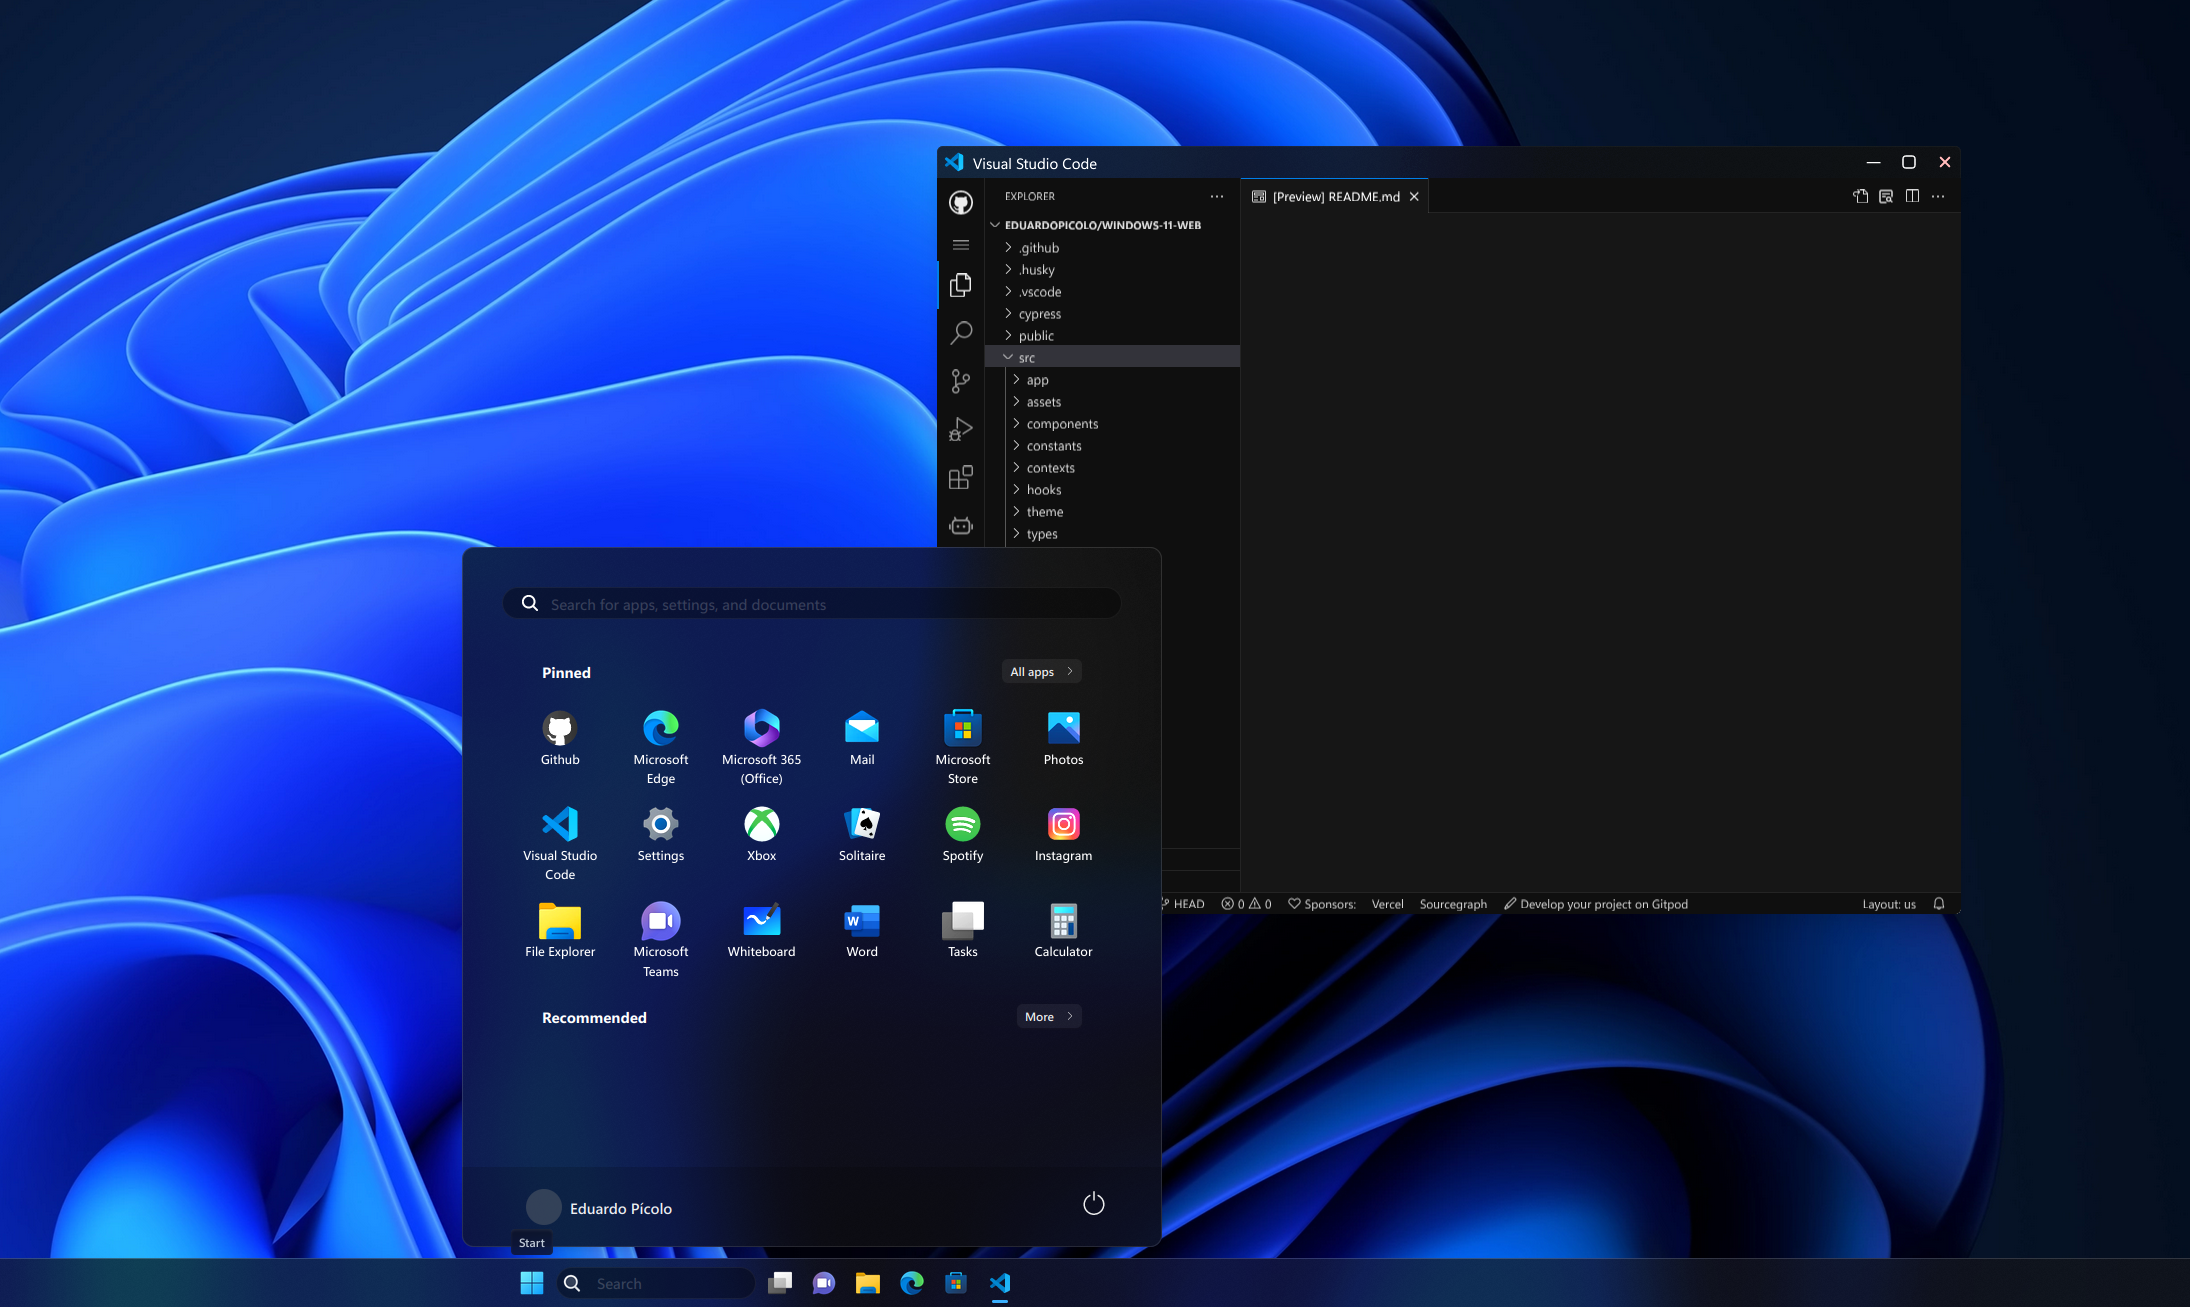 Visual Studio Code
EXPLORER
[Preview] README.md
EDUARDOPICOLO/WINDOWS-11-WEB
.github
.husky
.vscode
cypress
public
src
app
assets
components
constants
contexts
hooks
theme
types
HEAD 0 0 Sponsors: Vercel Sourcegraph Develop your project on Gitpod Layout: us
Search for apps, settings, and documents
Pinned
All apps
Github
Microsoft
Edge
Microsoft 365
(Office)
Mail
Microsoft
Store
Photos
Visual Studio
Code
Settings
Xbox
Solitaire
Spotify
Instagram
File Explorer
Microsoft
Teams
Whiteboard
Word
Tasks
Calculator
Recommended
More
Eduardo Pícolo
Start
Search